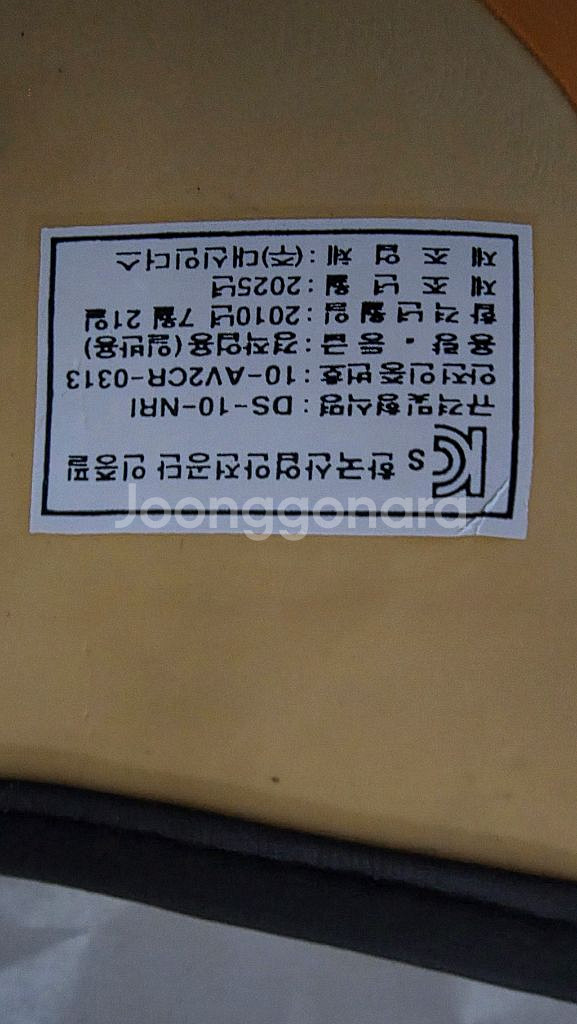 KCs 한국산업안전공단 인증필
규격및형식명 : DS-10-NRI
안전인증번호 : 10-AV2CR-0313
용량 . 등급 : 경작업용(일반용)
합격년월일 : 2010년 7월 21일
제 조 년 월 : 2025년
제 조 업 체 : (주)대신인더스
Joonggonara